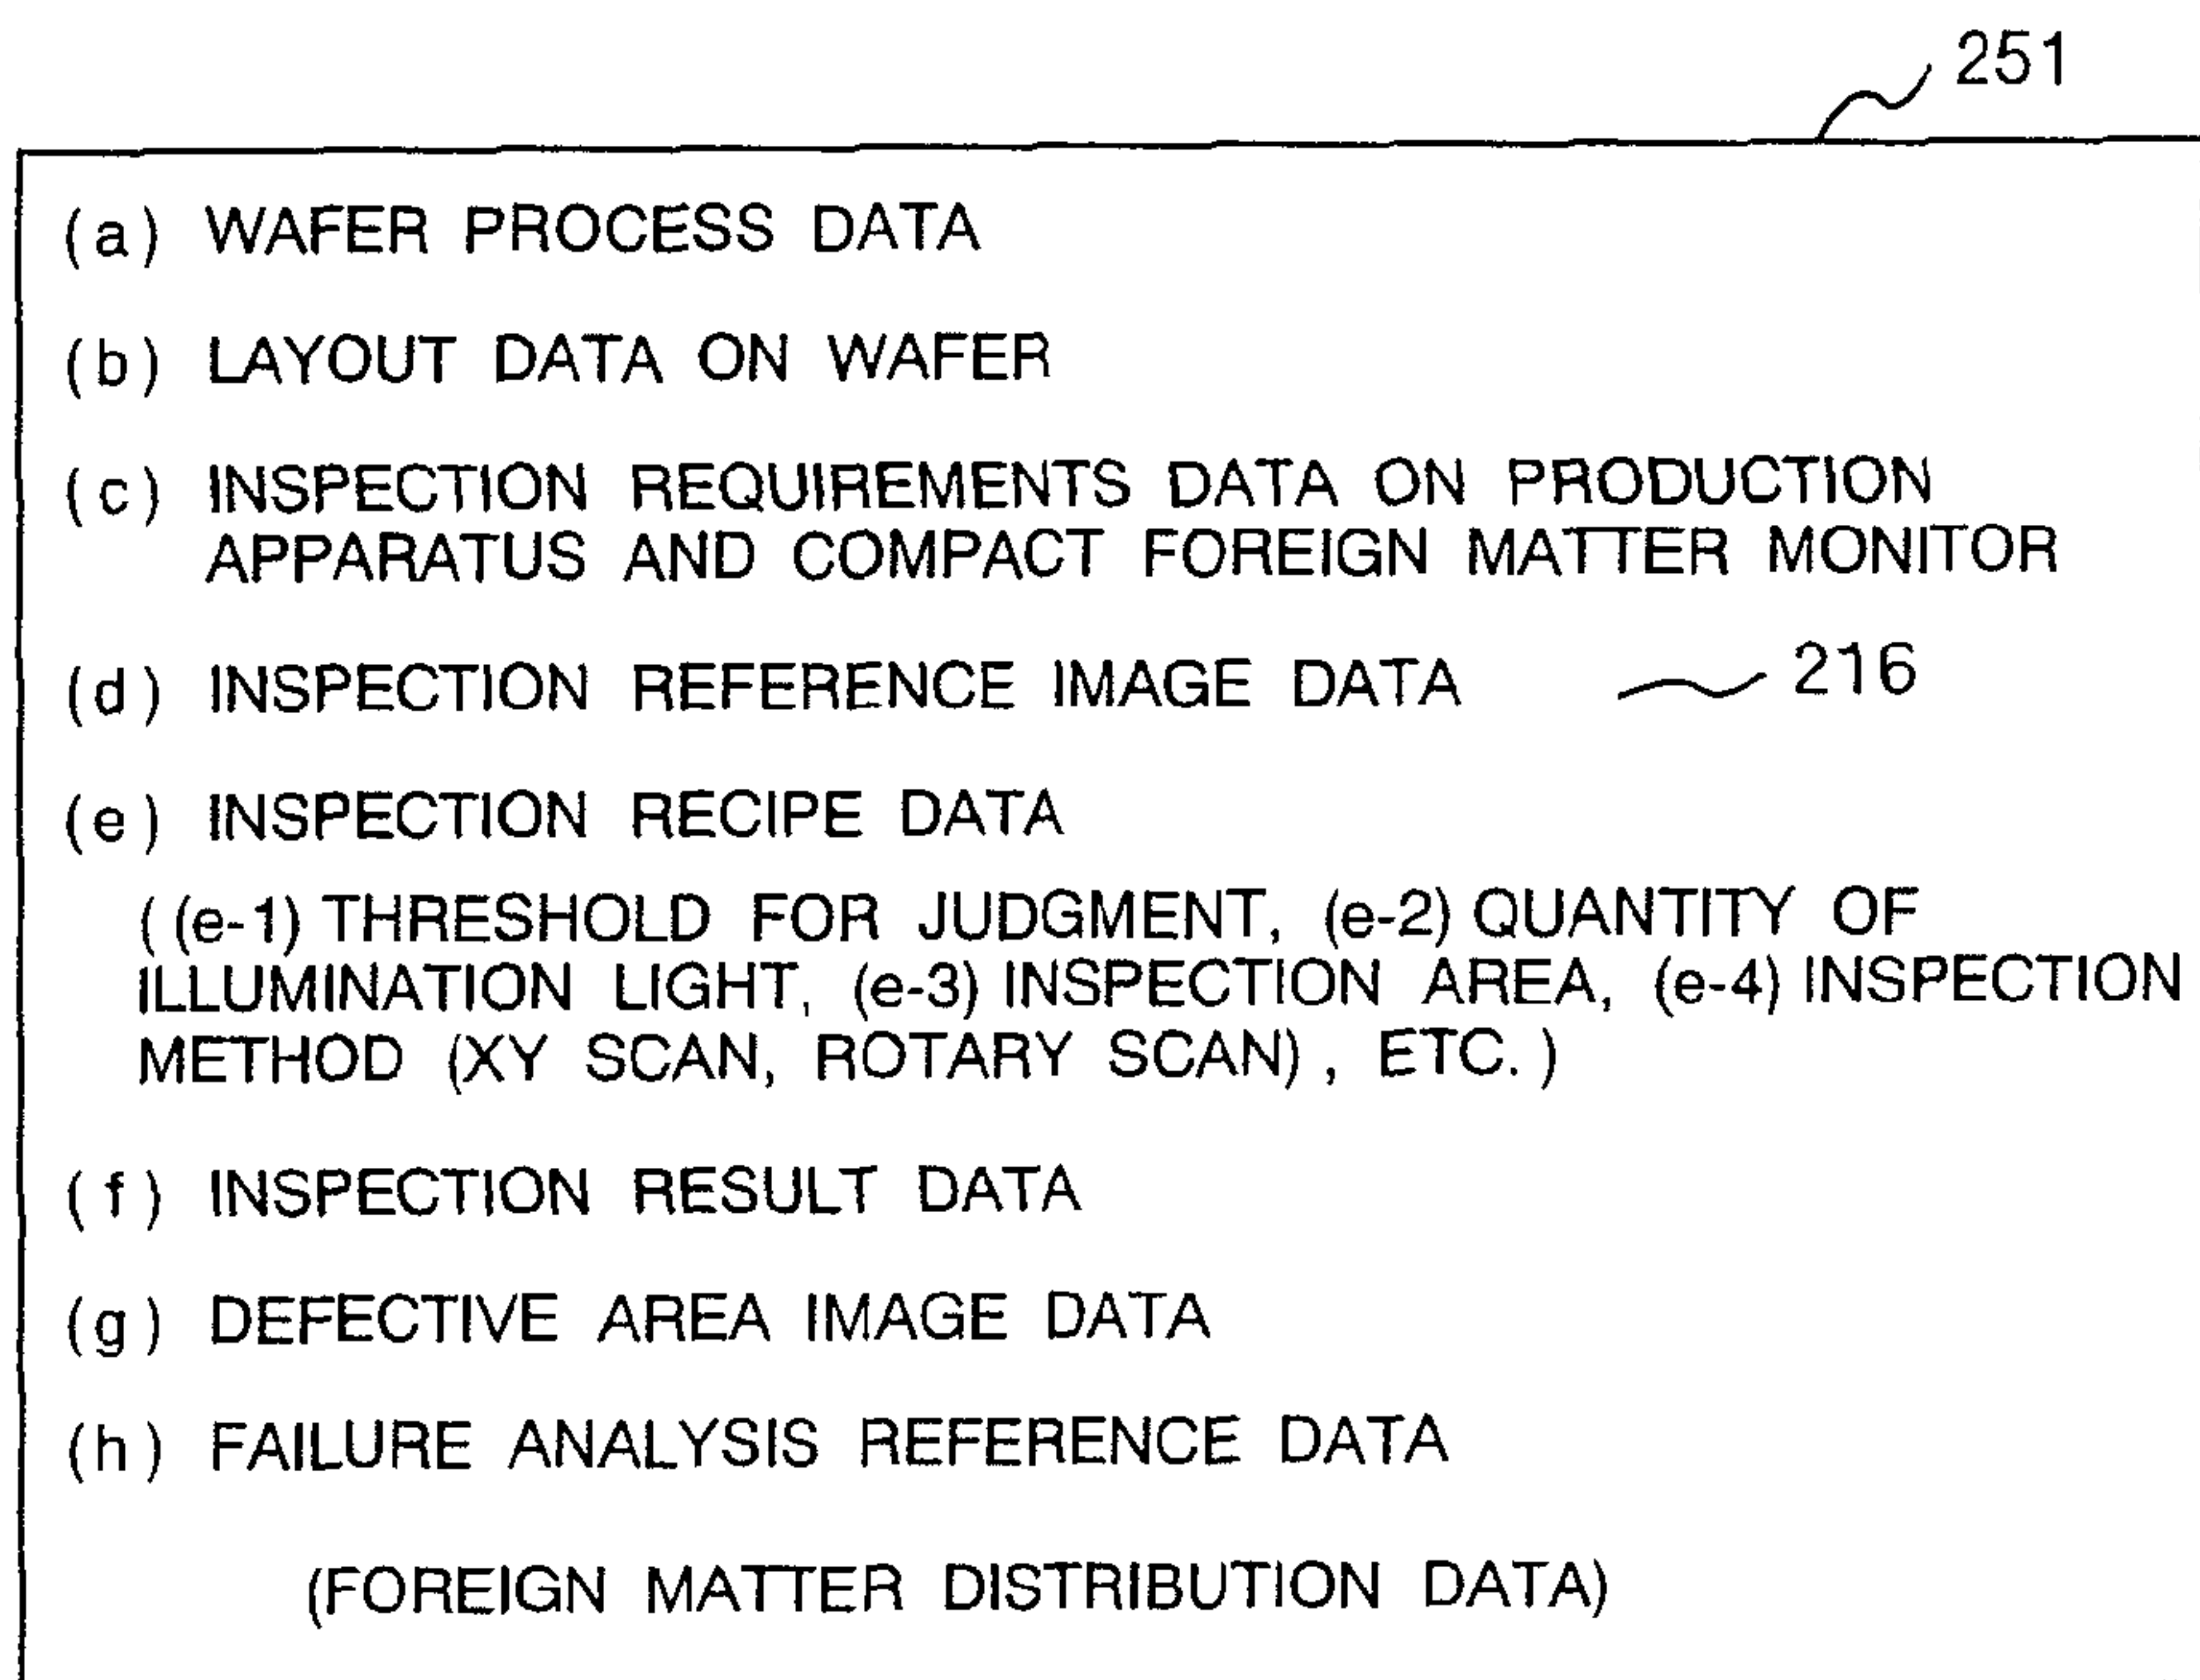 251
(a) WAFER PROCESS DATA
(b) LAYOUT DATA ON WAFER
(c) INSPECTION REQUIREMENTS DATA ON PRODUCTION
APPARATUS AND COMPACT FOREIGN MATTER MONITOR
(d) INSPECTION REFERENCE IMAGE DATA 216
(e) INSPECTION RECIPE DATA
((e-1) THRESHOLD FOR JUDGMENT, (e-2) QUANTITY OF
ILLUMINATION LIGHT, (e-3) INSPECTION AREA, (e-4) INSPECTION
METHOD (XY SCAN, ROTARY SCAN), ETC.)
(f) INSPECTION RESULT DATA
(g) DEFECTIVE AREA IMAGE DATA
(h) FAILURE ANALYSIS REFERENCE DATA
(FOREIGN MATTER DISTRIBUTION DATA)